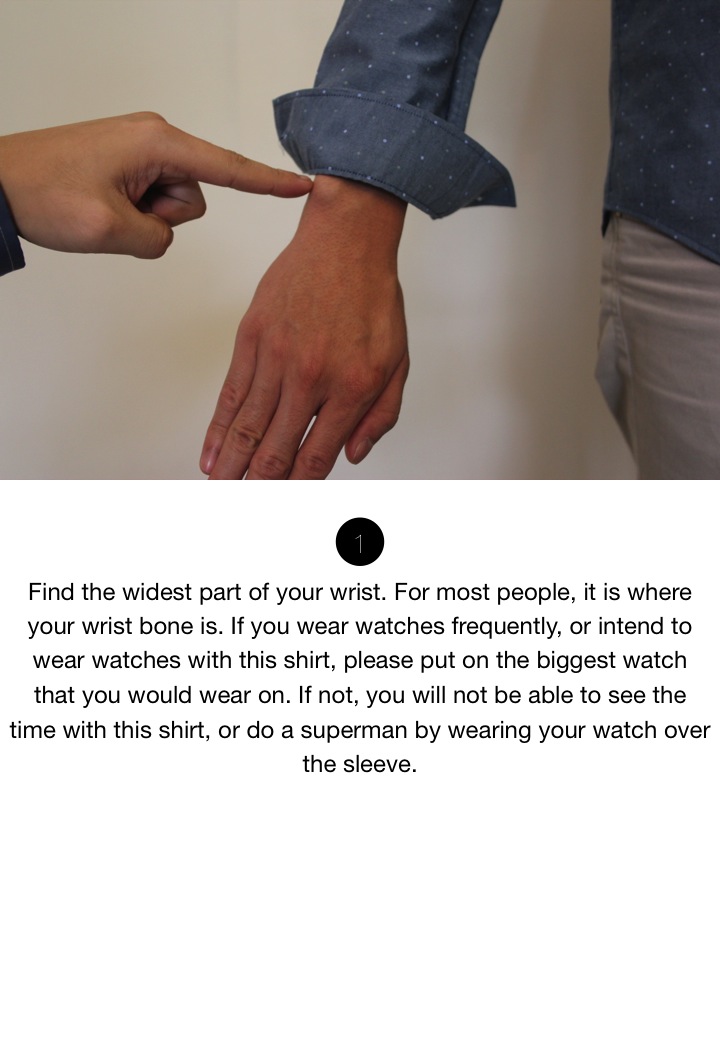 1
Find the widest part of your wrist. For most people, it is where
your wrist bone is. If you wear watches frequently, or intend to
wear watches with this shirt, please put on the biggest watch
that you would wear on. If not, you will not be able to see the
time with this shirt, or do a superman by wearing your watch over
the sleeve.